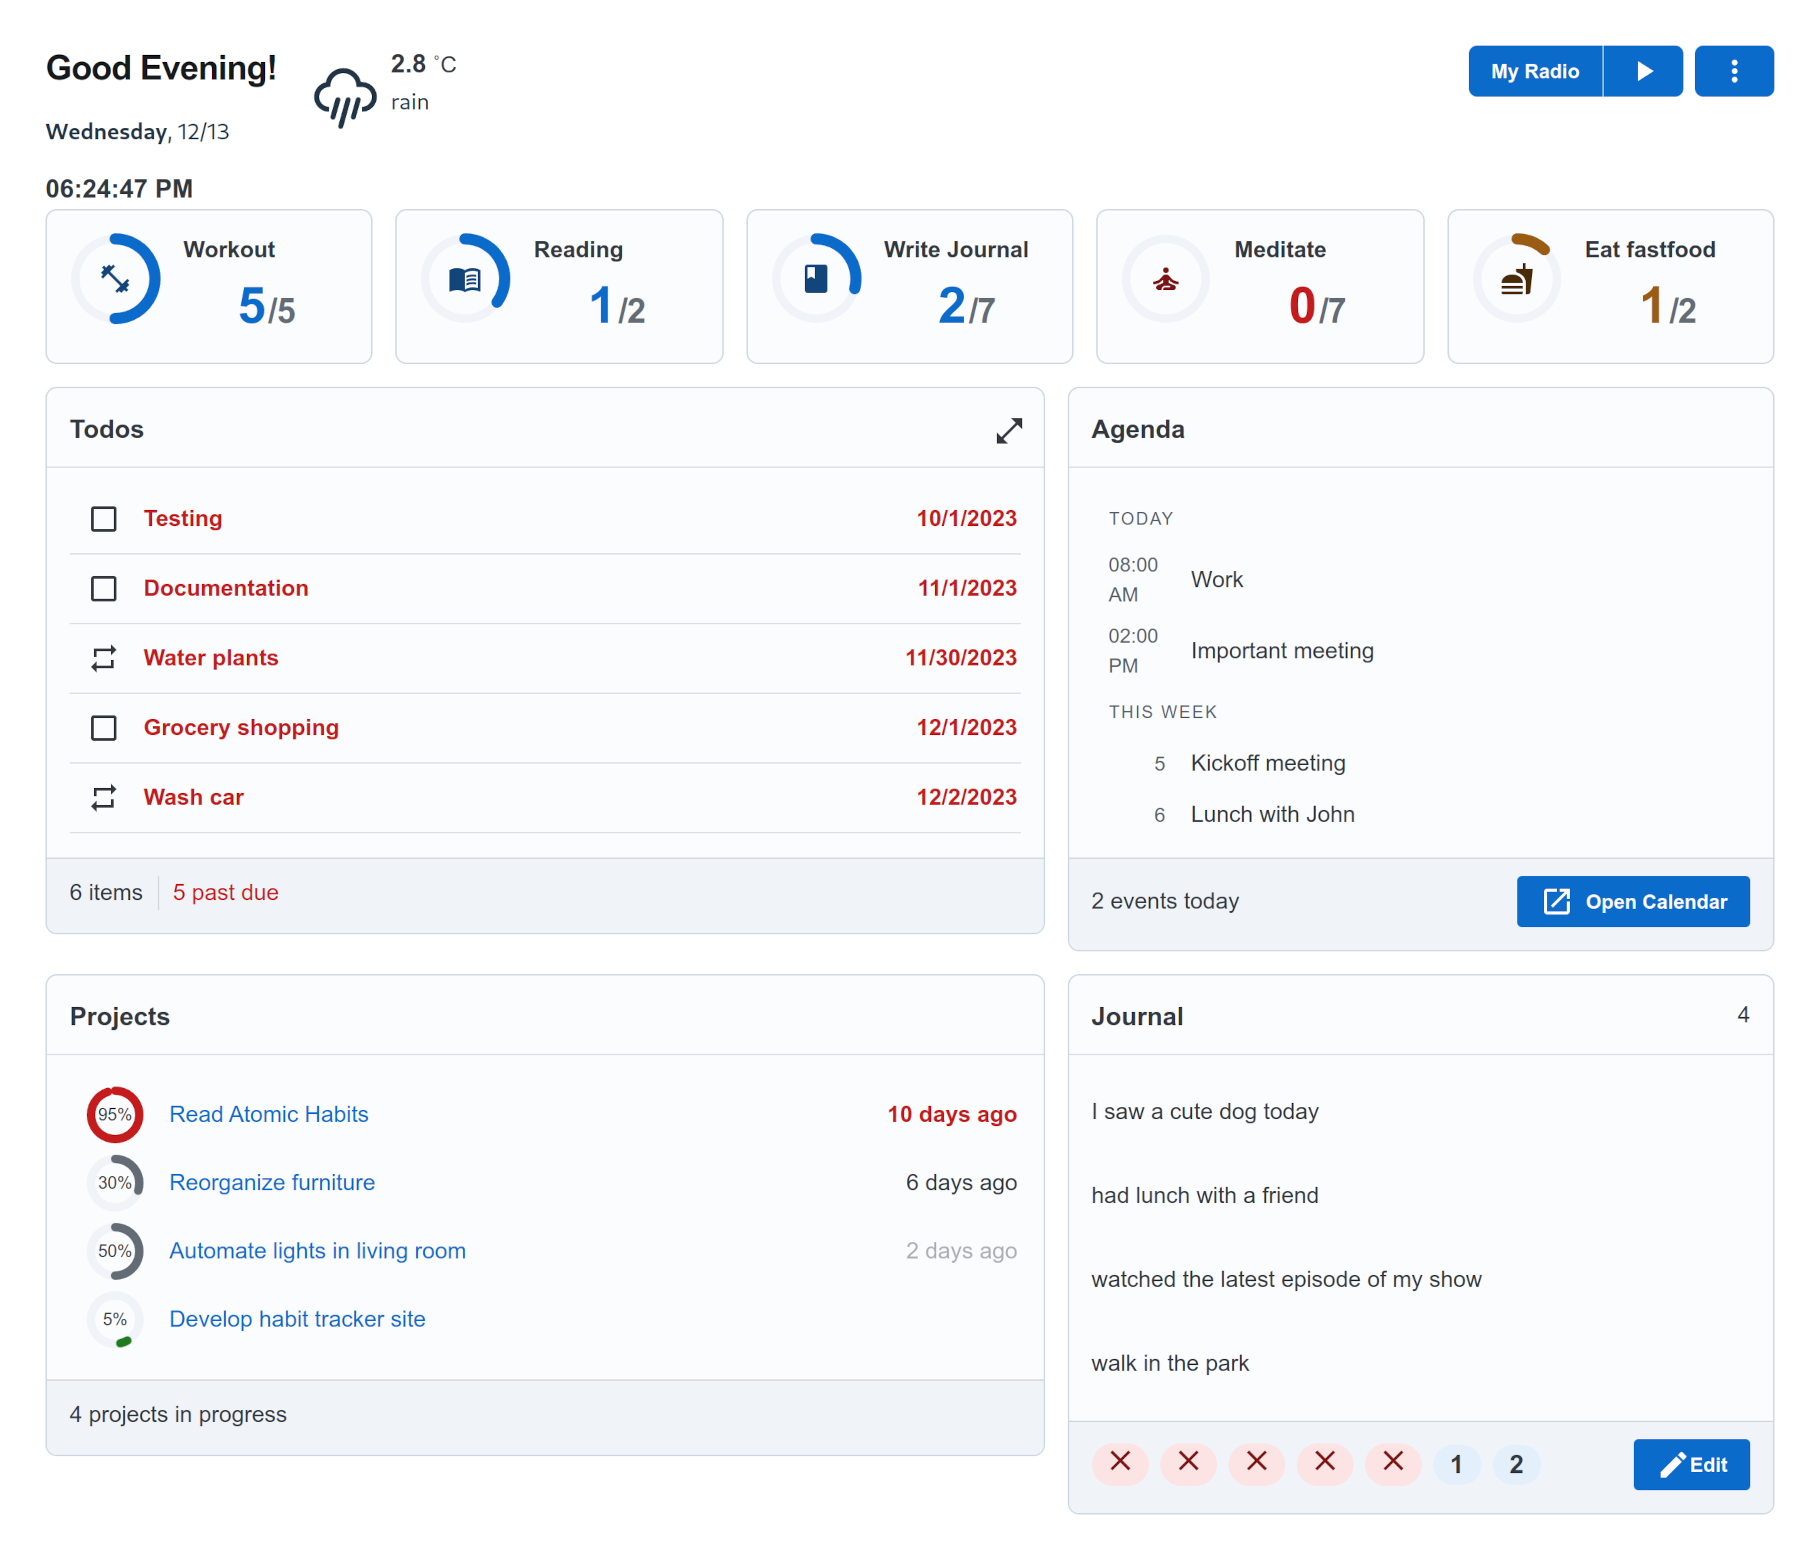 Good Evening!
2.8 °C
rain
Wednesday, 12/13
06:24:47 PM
My Radio
Workout
5/5
Reading
1/2
Write Journal
2/7
Meditate
0/7
Eat fastfood
1/2
Todos
Testing 10/1/2023
Documentation 11/1/2023
Water plants 11/30/2023
Grocery shopping 12/1/2023
Wash car 12/2/2023
6 items 5 past due
Agenda
TODAY
08:00 AM Work
02:00 PM Important meeting
THIS WEEK
5 Kickoff meeting
6 Lunch with John
2 events today Open Calendar
Projects
95% Read Atomic Habits 10 days ago
30% Reorganize furniture 6 days ago
50% Automate lights in living room 2 days ago
5% Develop habit tracker site
4 projects in progress
Journal 4
I saw a cute dog today
had lunch with a friend
watched the latest episode of my show
walk in the park
1 2 Edit